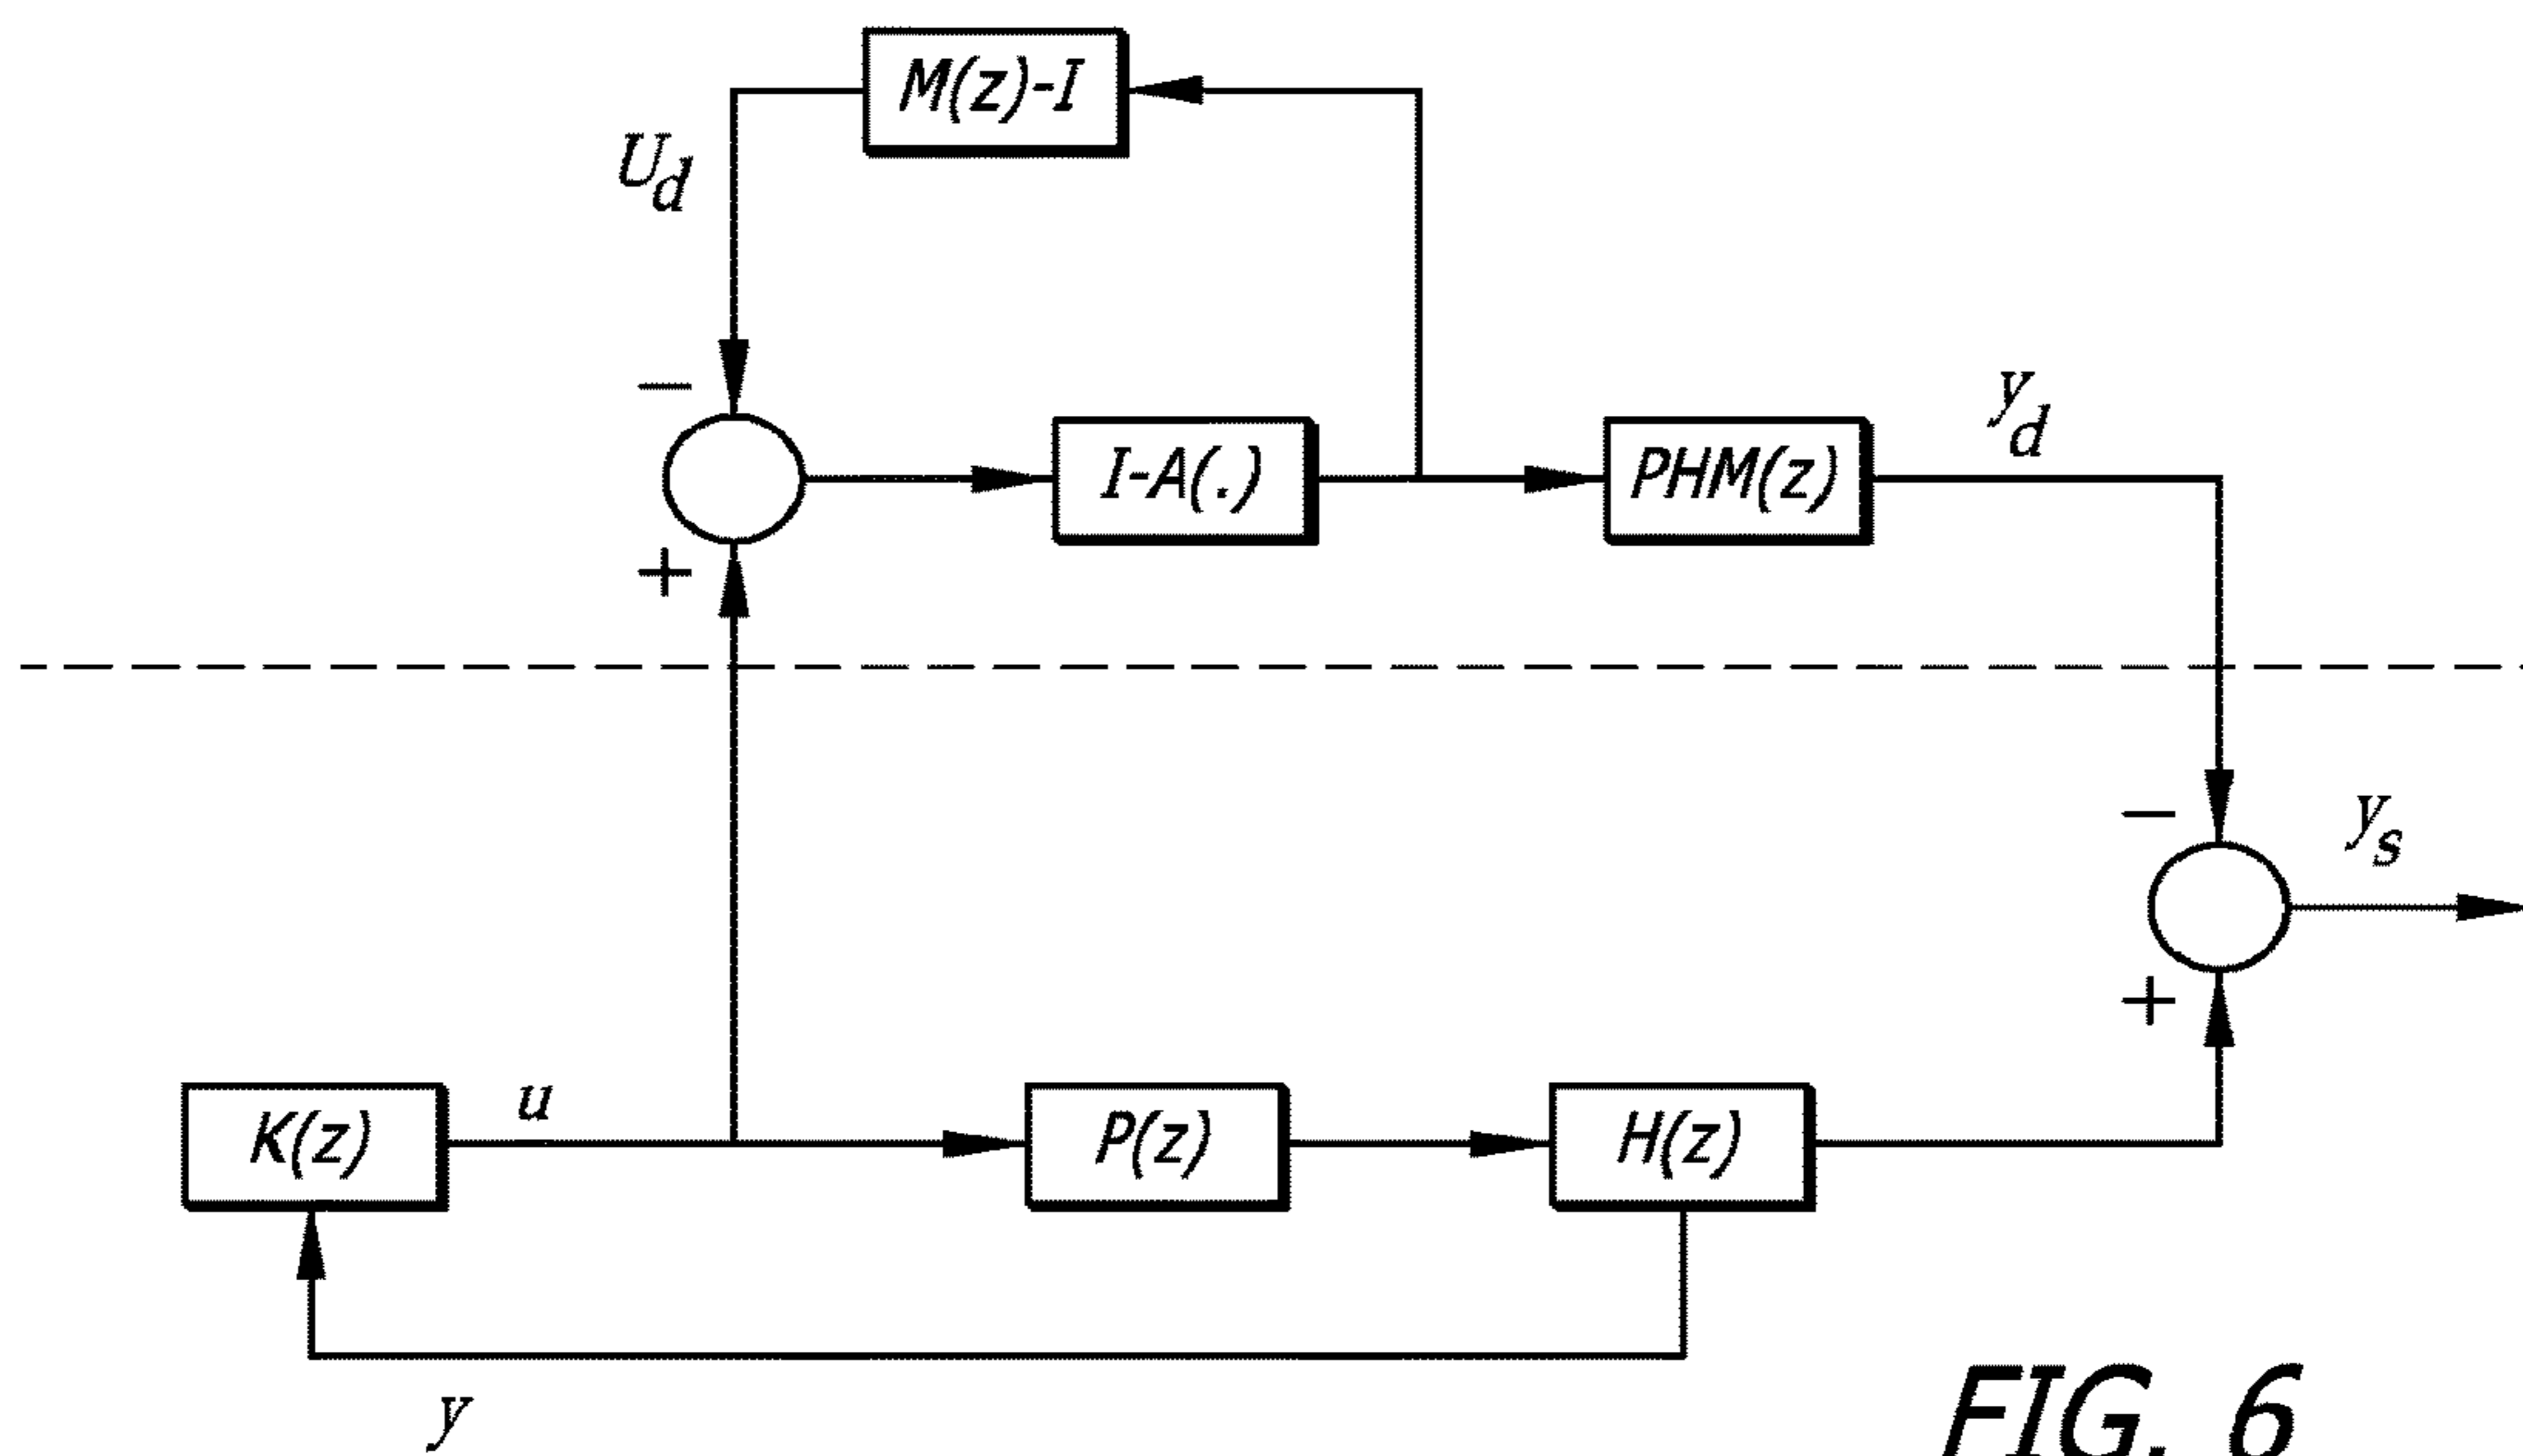 M(z)-I
U_d
−
I-A(.)
PHM(z)
y_d
+
−
y_s
+
K(z)
u
P(z)
H(z)
y
FIG. 6